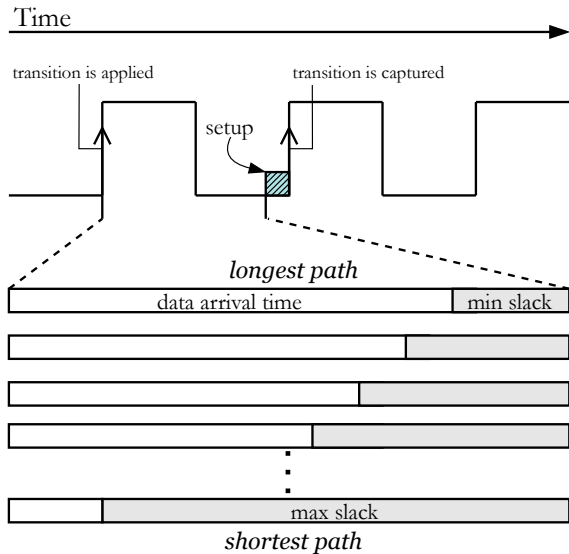 Time
transition is applied
transition is captured
setup
longest path
data arrival time
min slack
max slack
shortest path